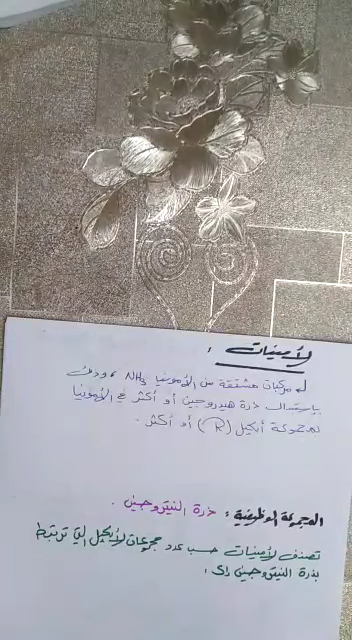 الأمينات :
هي مركبات مشتقة من الأمونيا NH3 وذلك
باستبدال ذرة هيدروجين أو أكثر في الأمونيا
بمجموعة ألكيل (R) أو أكثر .
المجموعة الوظيفية : ذرة النيتروجين .
تصنف الأمينات حسب عدد مجموعات الألكيل التي ترتبط
بذرة النيتروجين إلى :